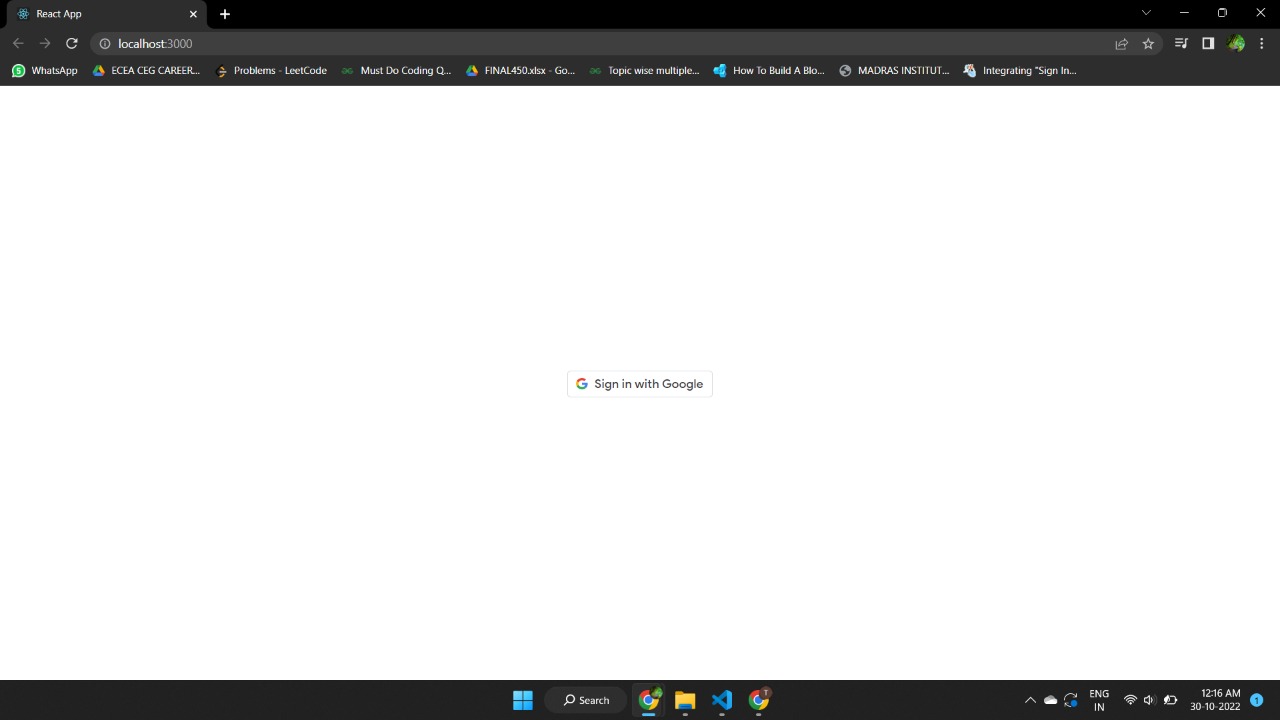 React App
localhost:3000
WhatsApp
ECEA CEG CAREER...
Problems - LeetCode
Must Do Coding Q...
FINAL450.xlsx - Go...
Topic wise multiple...
How To Build A Blo...
MADRAS INSTITUT...
Integrating "Sign In...
Sign in with Google
Search
T
ENG
IN
12:16 AM
30-10-2022
1